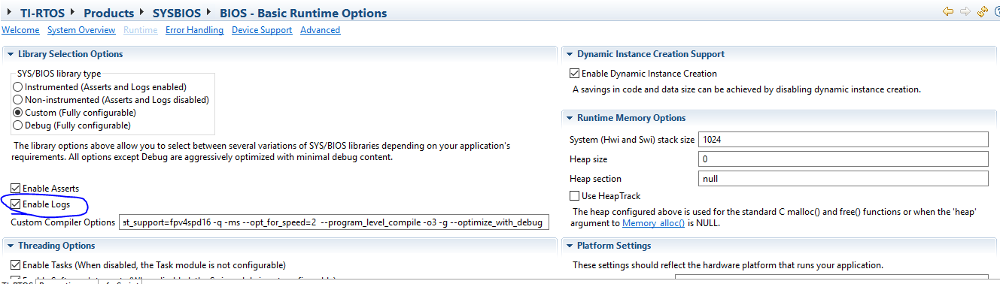 TI-RTOS Products SYSBIOS BIOS - Basic Runtime Options
Welcome System Overview Runtime Error Handling Device Support Advanced
Library Selection Options
SYS/BIOS library type
Instrumented (Asserts and Logs enabled)
Non-instrumented (Asserts and Logs disabled)
Custom (Fully configurable)
Debug (Fully configurable)
The library options above allow you to select between several variations of SYS/BIOS libraries depending on your application's
requirements. All options except Debug are aggressively optimized with minimal debug content.
Enable Asserts
Enable Logs
Custom Compiler Options at_support=fpv4spd16 -q -ms --opt_for_speed=2 --program_level_compile -o3 -g --optimize_with_debug
Threading Options
Enable Tasks (When disabled, the Task module is not configurable)
Dynamic Instance Creation Support
Enable Dynamic Instance Creation
A savings in code and data size can be achieved by disabling dynamic instance creation.
Runtime Memory Options
System (Hwi and Swi) stack size 1024
Heap size 0
Heap section null
Use HeapTrack
The heap configured above is used for the standard C malloc() and free() functions or when the 'heap'
argument to Memory_alloc() is NULL.
Platform Settings
These settings should reflect the hardware platform that runs your application.